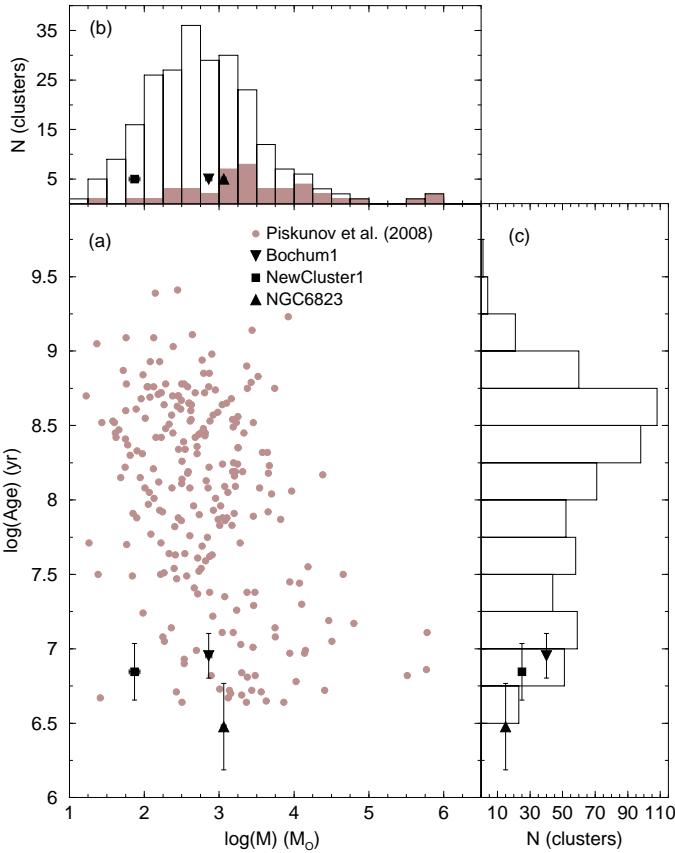 (b)
N (clusters)
35
25
15
5
(a)
Piskunov et al. (2008)
Bochum1
NewCluster1
NGC6823
(c)
log(Age) (yr)
9.5
9
8.5
8
7.5
7
6.5
6
1 2 3 4 5 6
log(M) (M⊙)
10 30 50 70 90 110
N (clusters)